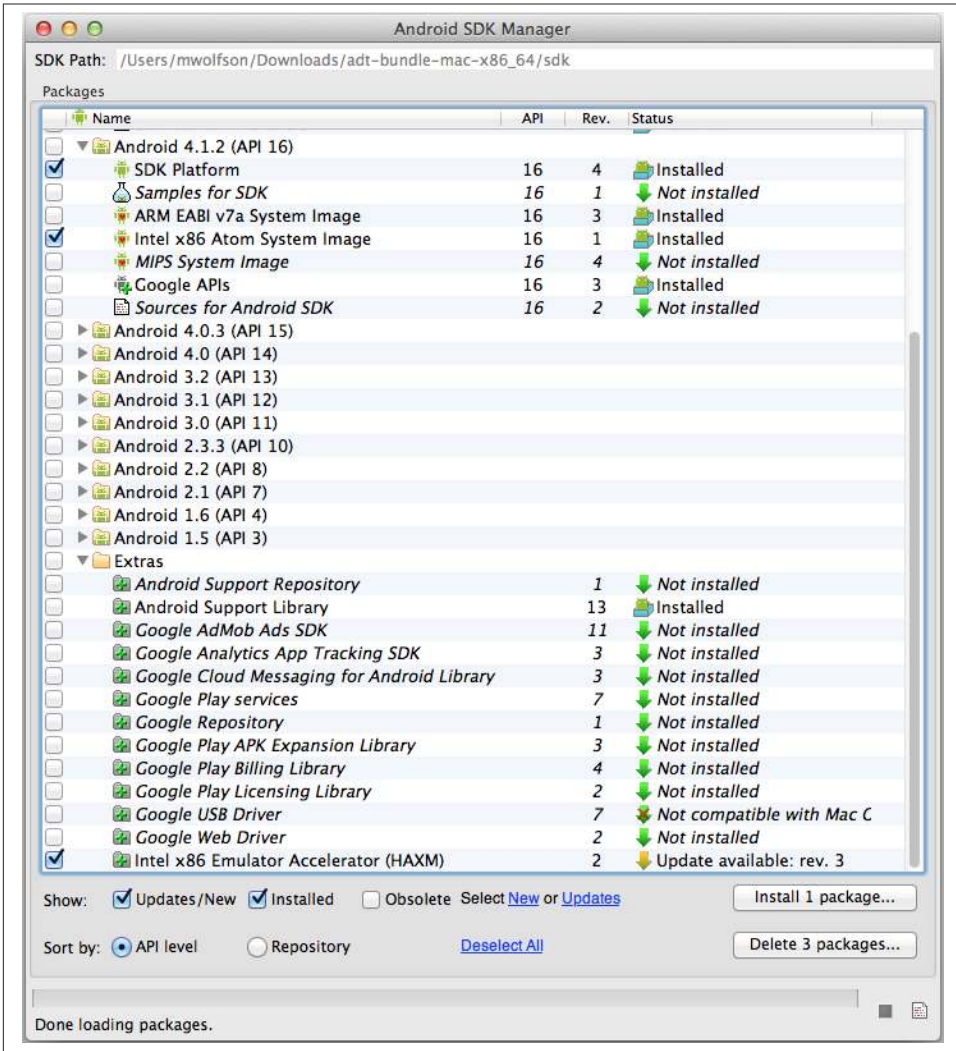 Android SDK Manager
SDK Path: /Users/mwolfson/Downloads/adt-bundle-mac-x86_64/sdk
Packages
Name API Rev. Status
Android 4.1.2 (API 16)
SDK Platform 16 4 Installed
Samples for SDK 16 1 Not installed
ARM EABI v7a System Image 16 3 Installed
Intel x86 Atom System Image 16 1 Installed
MIPS System Image 16 4 Not installed
Google APIs 16 3 Installed
Sources for Android SDK 16 2 Not installed
Android 4.0.3 (API 15)
Android 4.0 (API 14)
Android 3.2 (API 13)
Android 3.1 (API 12)
Android 3.0 (API 11)
Android 2.3.3 (API 10)
Android 2.2 (API 8)
Android 2.1 (API 7)
Android 1.6 (API 4)
Android 1.5 (API 3)
Extras
Android Support Repository 1 Not installed
Android Support Library 13 Installed
Google AdMob Ads SDK 11 Not installed
Google Analytics App Tracking SDK 3 Not installed
Google Cloud Messaging for Android Library 3 Not installed
Google Play services 7 Not installed
Google Repository 1 Not installed
Google Play APK Expansion Library 3 Not installed
Google Play Billing Library 4 Not installed
Google Play Licensing Library 2 Not installed
Google USB Driver 7 Not compatible with Mac
Google Web Driver 2 Not installed
Intel x86 Emulator Accelerator (HAXM) 2 Update available: rev. 3
Show: Updates/New Installed Obsolete Select New or Updates Install 1 package...
Sort by: API level Repository Deselect All Delete 3 packages...
Done loading packages.